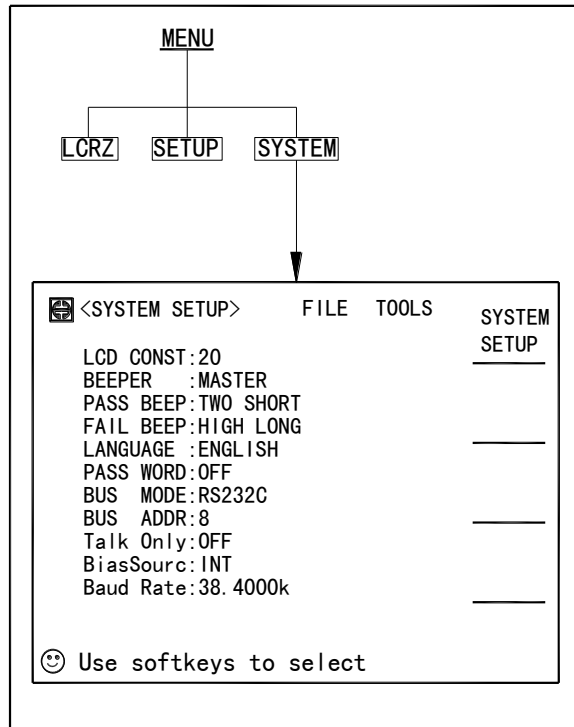 MENU
LCRZ SETUP SYSTEM
<SYSTEM SETUP> FILE TOOLS
SYSTEM
SETUP
LCD CONST:20
BEEPER :MASTER
PASS BEEP:TWO SHORT
FAIL BEEP:HIGH LONG
LANGUAGE :ENGLISH
PASS WORD:OFF
BUS MODE:RS232C
BUS ADDR:8
Talk Only:OFF
BiasSourc:INT
Baud Rate:38.4000k
Use softkeys to select